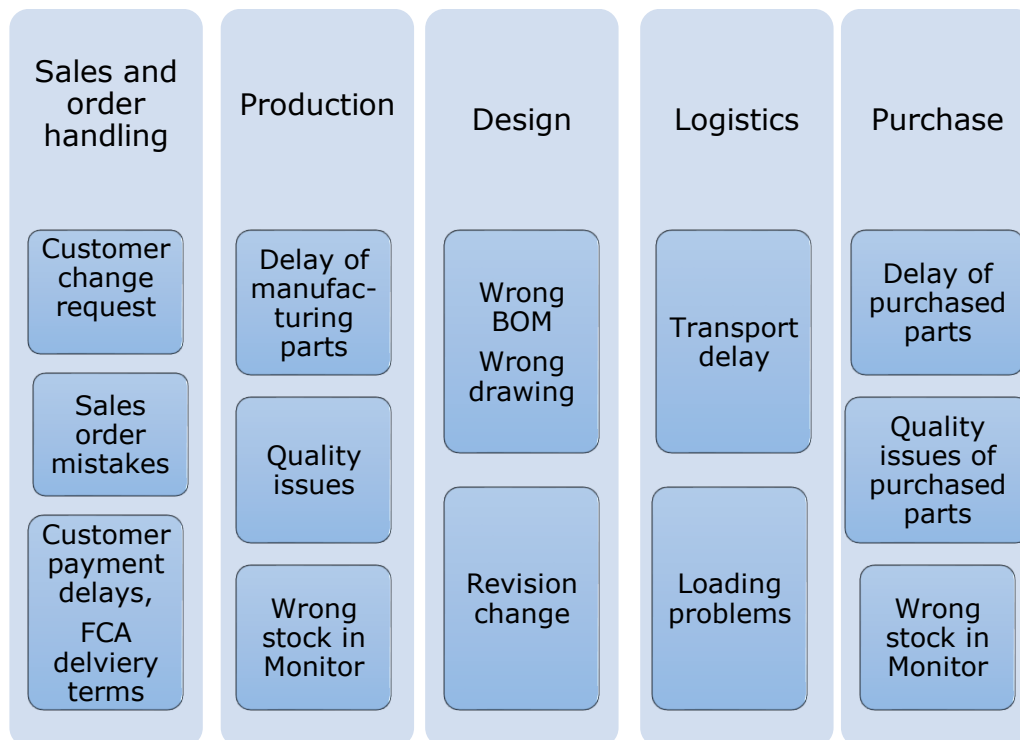 Sales and
order
handling
Customer
change
request
Sales
order
mistakes
Customer
payment
delays,
FCA
delviery
terms
Production
Delay of
manufac-
turing
parts
Quality
issues
Wrong
stock in
Monitor
Design
Wrong
BOM
Wrong
drawing
Revision
change
Logistics
Transport
delay
Loading
problems
Purchase
Delay of
purchased
parts
Quality
issues of
purchased
parts
Wrong
stock in
Monitor